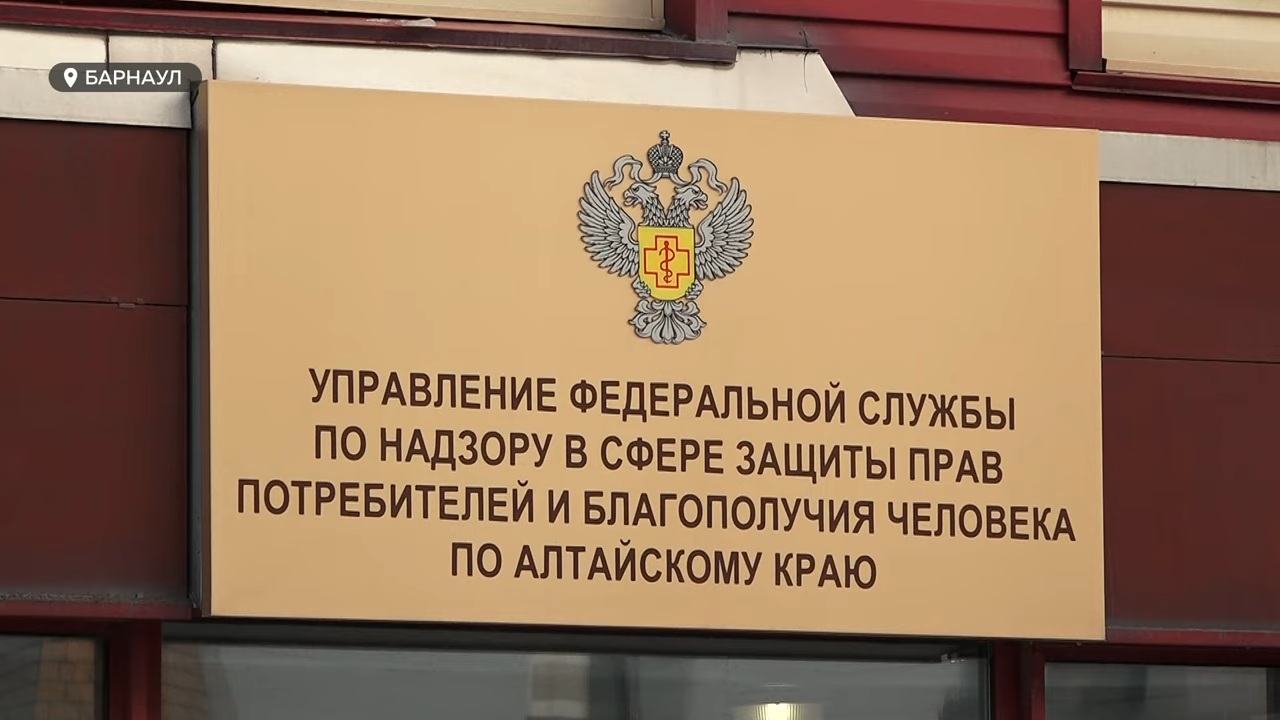 БАРНАУЛ
УПРАВЛЕНИЕ ФЕДЕРАЛЬНОЙ СЛУЖБЫ
ПО НАДЗОРУ В СФЕРЕ ЗАЩИТЫ ПРАВ
ПОТРЕБИТЕЛЕЙ И БЛАГОПОЛУЧИЯ ЧЕЛОВЕКА
ПО АЛТАЙСКОМУ КРАЮ